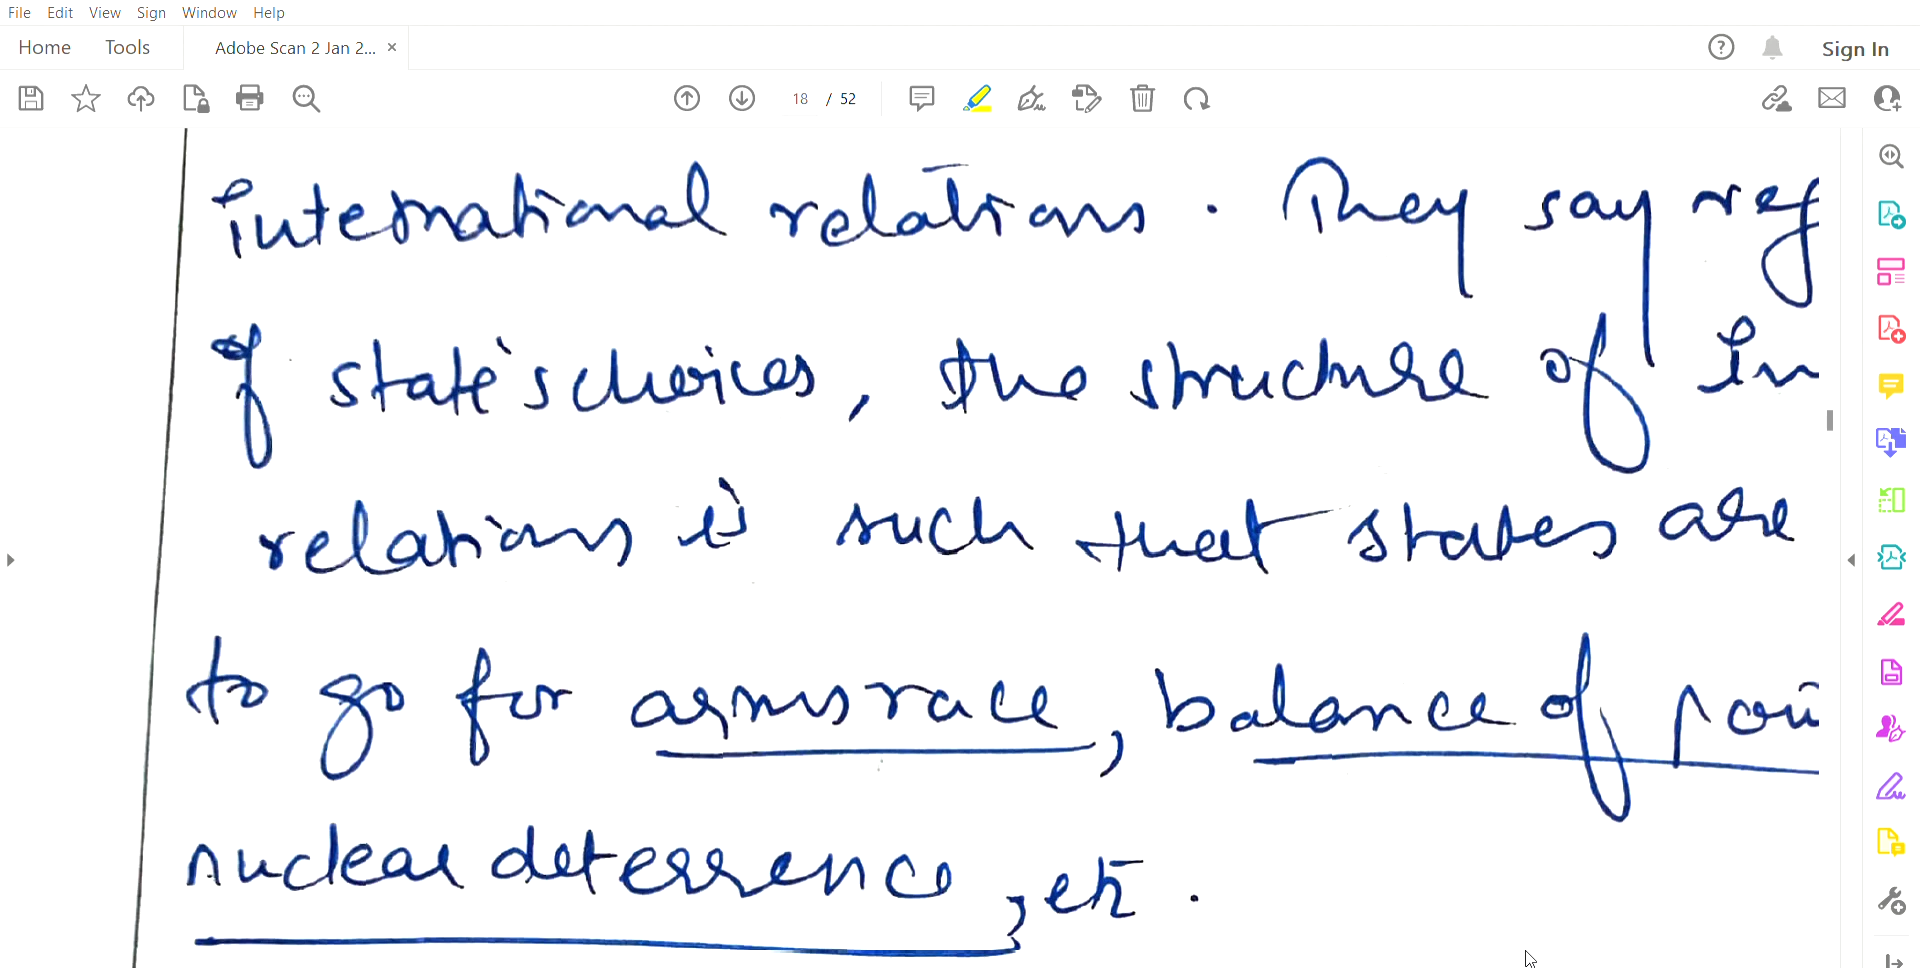 File Edit View Sign Window Help
Home Tools Adobe Scan 2 Jan 2... × Sign In
18 / 52
international relations. They say reg
of state's choices, the structure of In
relations is such that states are
to go for arms race, balance of pow
nuclear deterrence, etc.